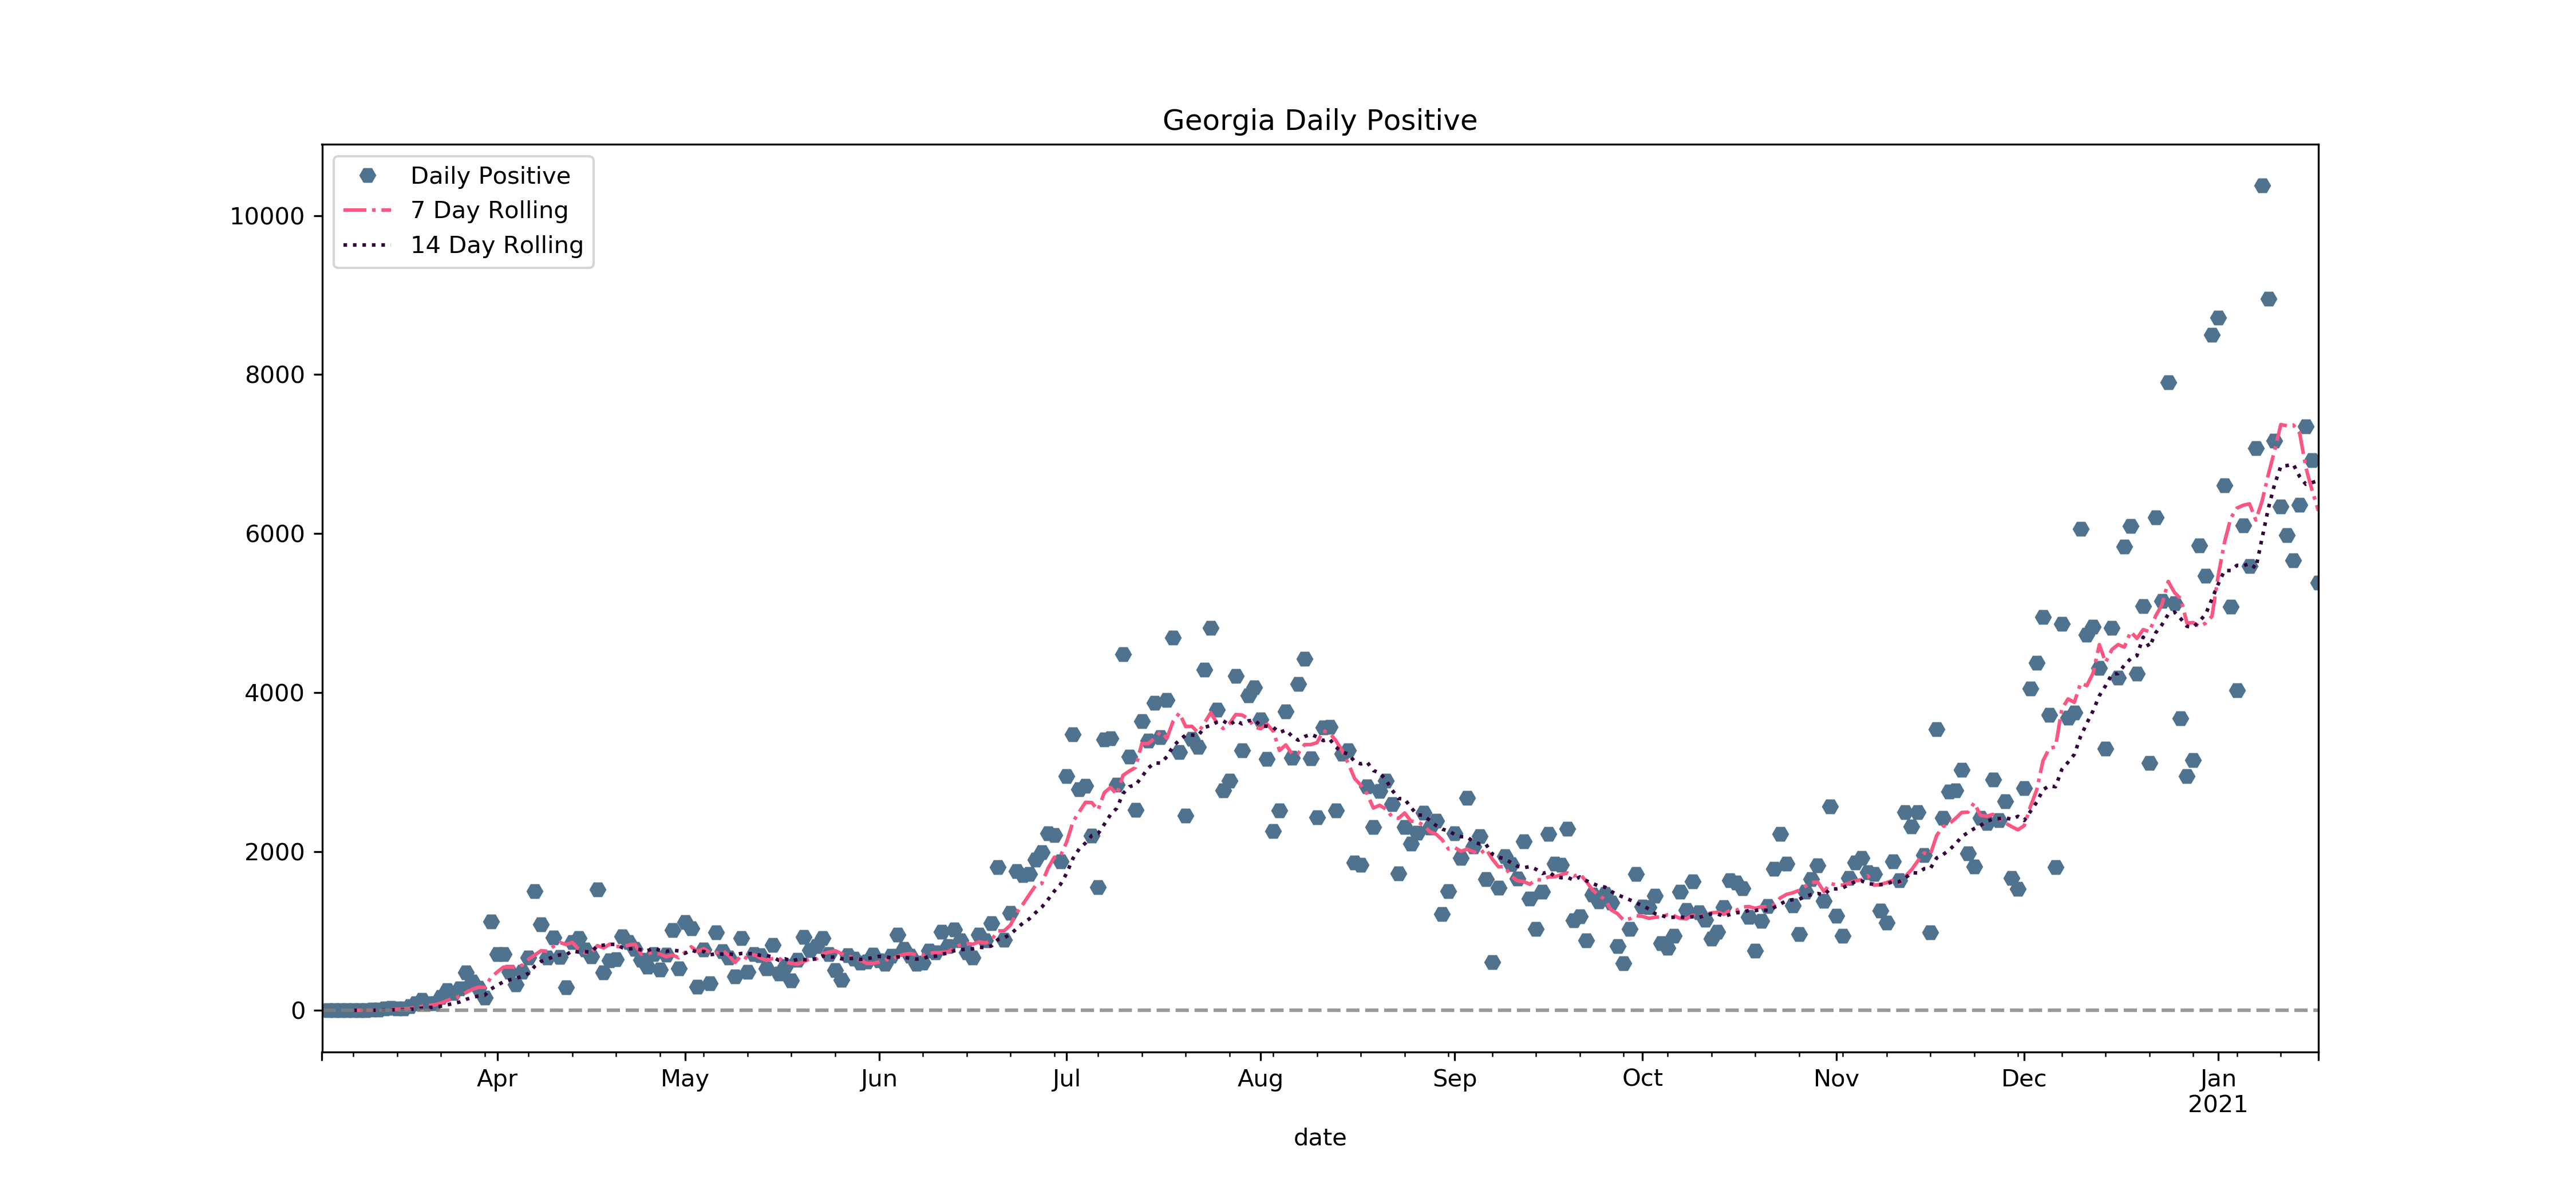 Georgia Daily Positive
Daily Positive
7 Day Rolling
14 Day Rolling
10000
8000
6000
4000
2000
0
Apr May Jun Jul Aug Sep Oct Nov Dec Jan
2021
date